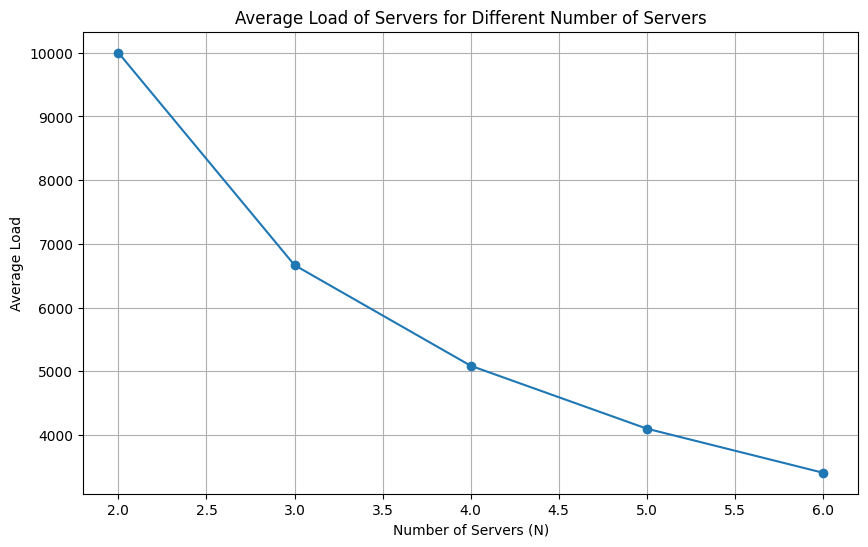 Average Load of Servers for Different Number of Servers
10000
9000
8000
7000
6000
5000
4000
Average Load
2.0 2.5 3.0 3.5 4.0 4.5 5.0 5.5 6.0
Number of Servers (N)